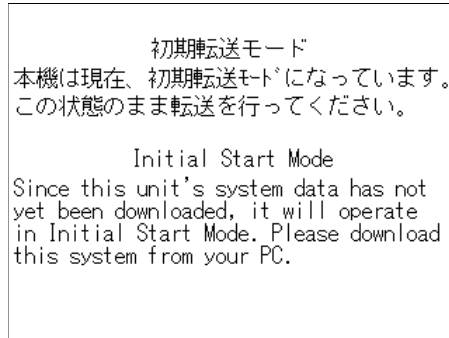 初期転送モード
本機は現在、初期転送ﾓｰﾄﾞになっています。
この状態のまま転送を行ってください。
Initial Start Mode
Since this unit's system data has not
yet been downloaded, it will operate
in Initial Start Mode. Please download
this system from your PC.